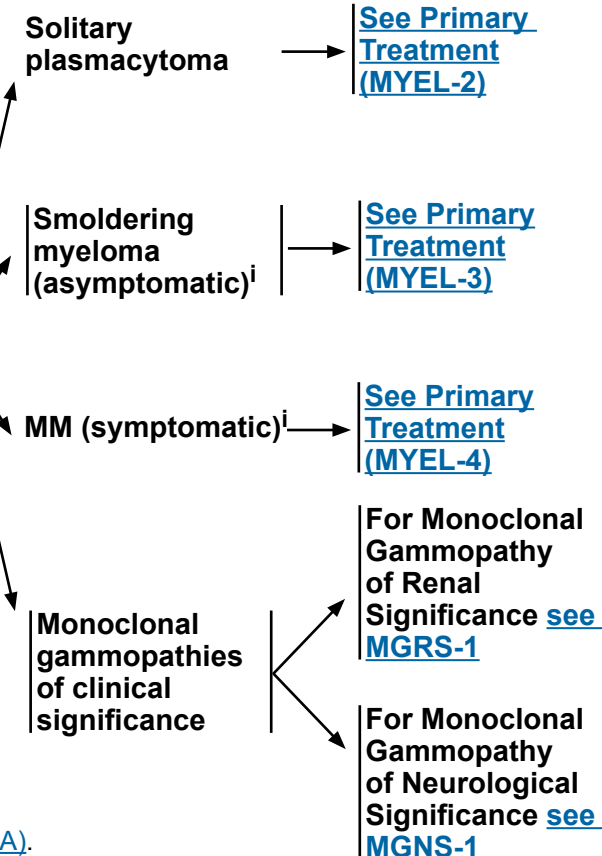 Solitary
plasmacytoma
See Primary
Treatment
(MYEL-2)
Smoldering
myeloma
(asymptomatic)i
See Primary
Treatment
(MYEL-3)
MM (symptomatic)i
See Primary
Treatment
(MYEL-4)
Monoclonal
gammopathies
of clinical
significance
For Monoclonal
Gammopathy
of Renal
Significance see
MGRS-1
For Monoclonal
Gammopathy
of Neurological
Significance see
MGNS-1
A).